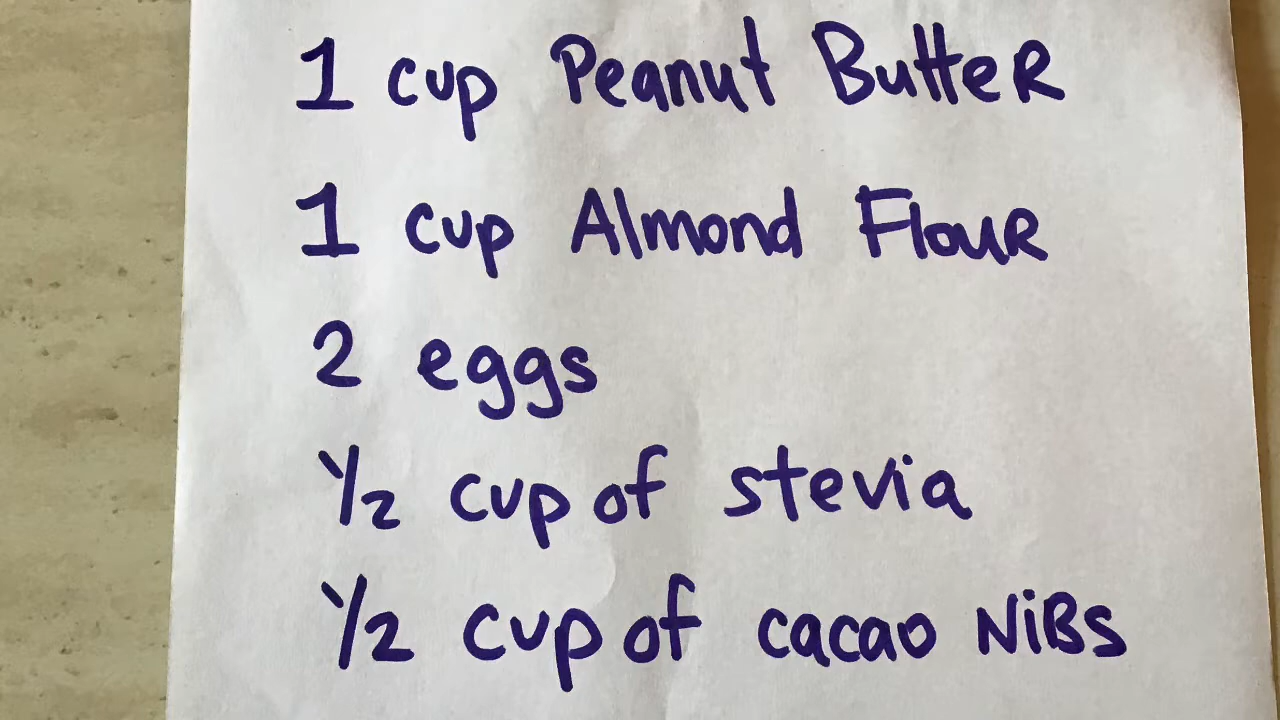 1 cup Peanut Butter
1 cup Almond Flour
2 eggs
1/2 cup of stevia
1/2 cup of cacao NiBs